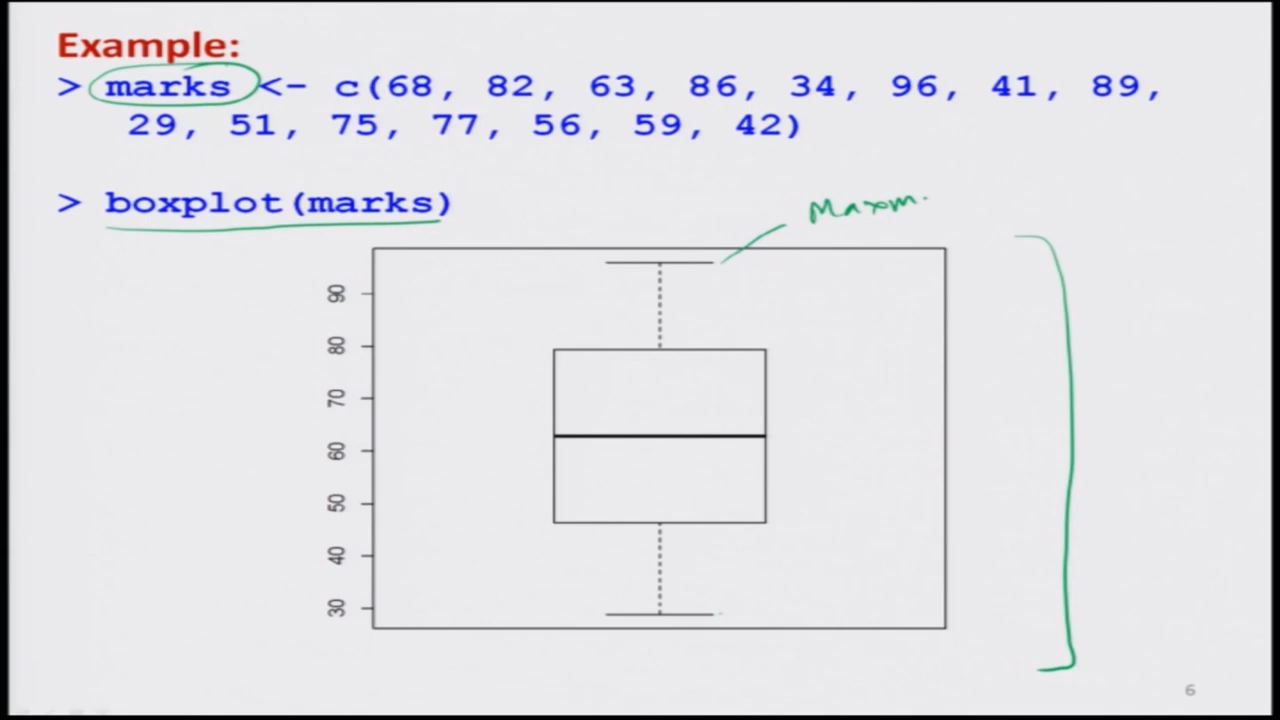 Example:
> marks <- c(68, 82, 63, 86, 34, 96, 41, 89,
29, 51, 75, 77, 56, 59, 42)
> boxplot(marks)
Maxm.
90
80
70
60
50
40
30
6